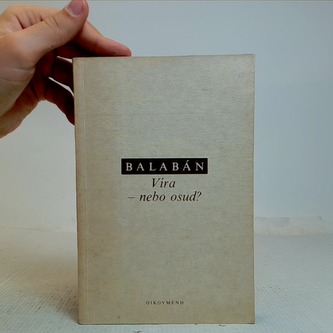 BALABÁN
Víra
– nebo osud?
OIKOYMENH